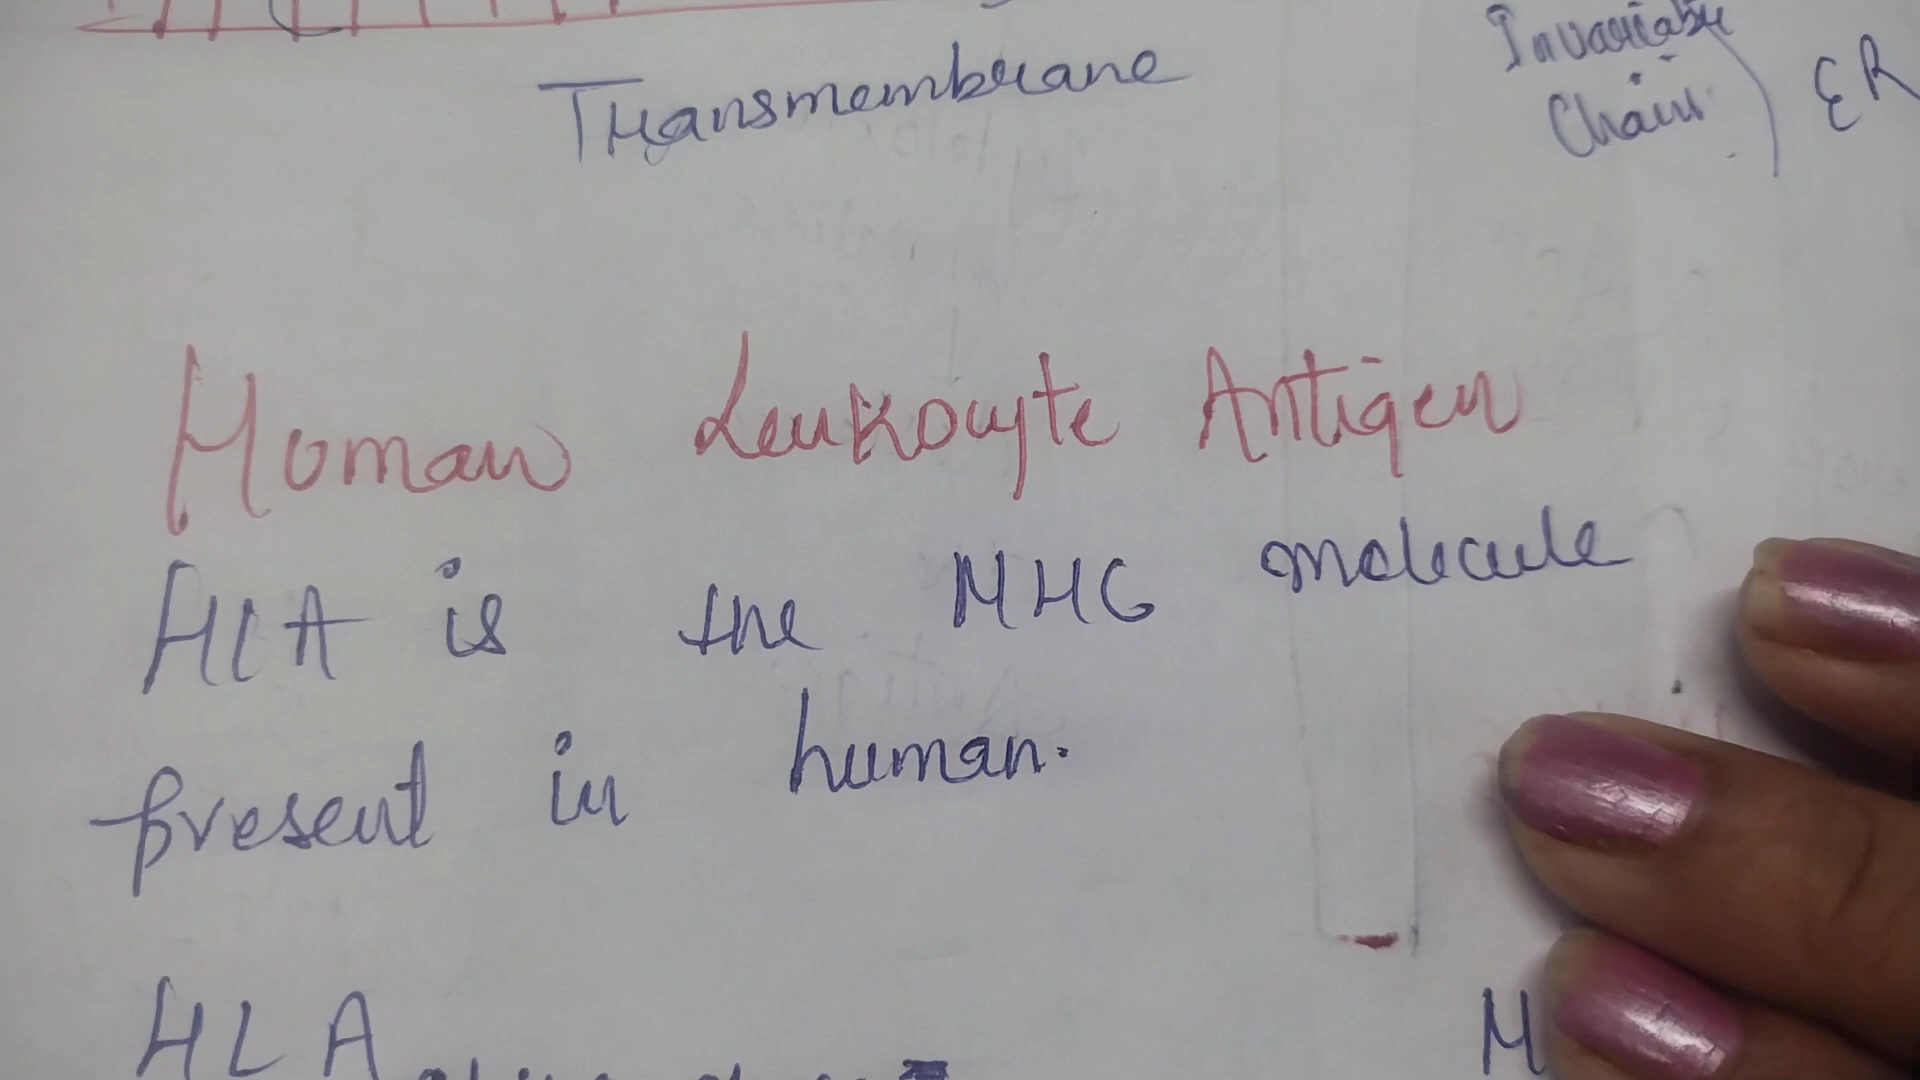 Transmembrane
Invariable
Chain
ER
Human Leukocyte Antigen
HLA is the MHC molecule
present in human.
HLA
M